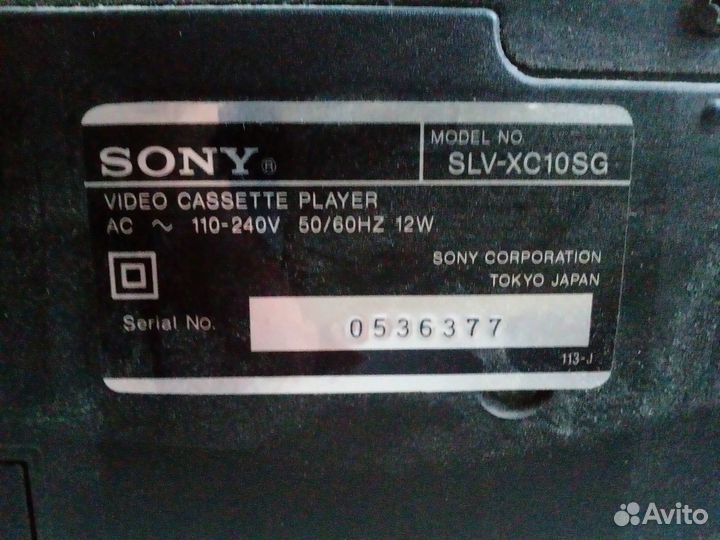 SONY®
MODEL NO.
SLV-XC10SG
VIDEO CASSETTE PLAYER
AC ~ 110-240V 50/60HZ 12W
SONY CORPORATION
TOKYO JAPAN
Serial No. 0536377
113-J
Avito